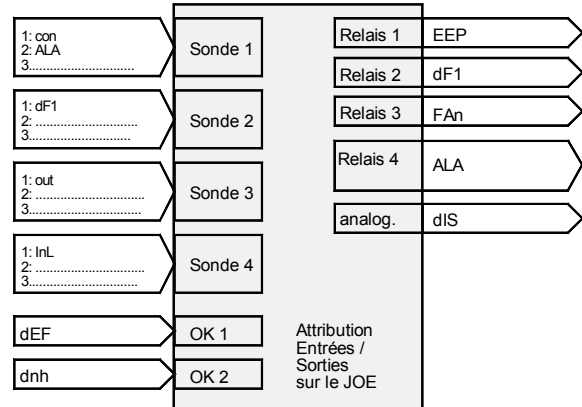 1: con
2: ALA
3..............................
Sonde 1
1: dF1
2: .............................
3.............................
Sonde 2
1: out
2: ...............................
3................................
Sonde 3
1: InL
2: ...............................
3...............................
Sonde 4
dEF
OK 1
dnh
OK 2
Relais 1 EEP
Relais 2 dF1
Relais 3 FAn
Relais 4 ALA
analog. dIS
Attribution
Entrées /
Sorties
sur le JOE